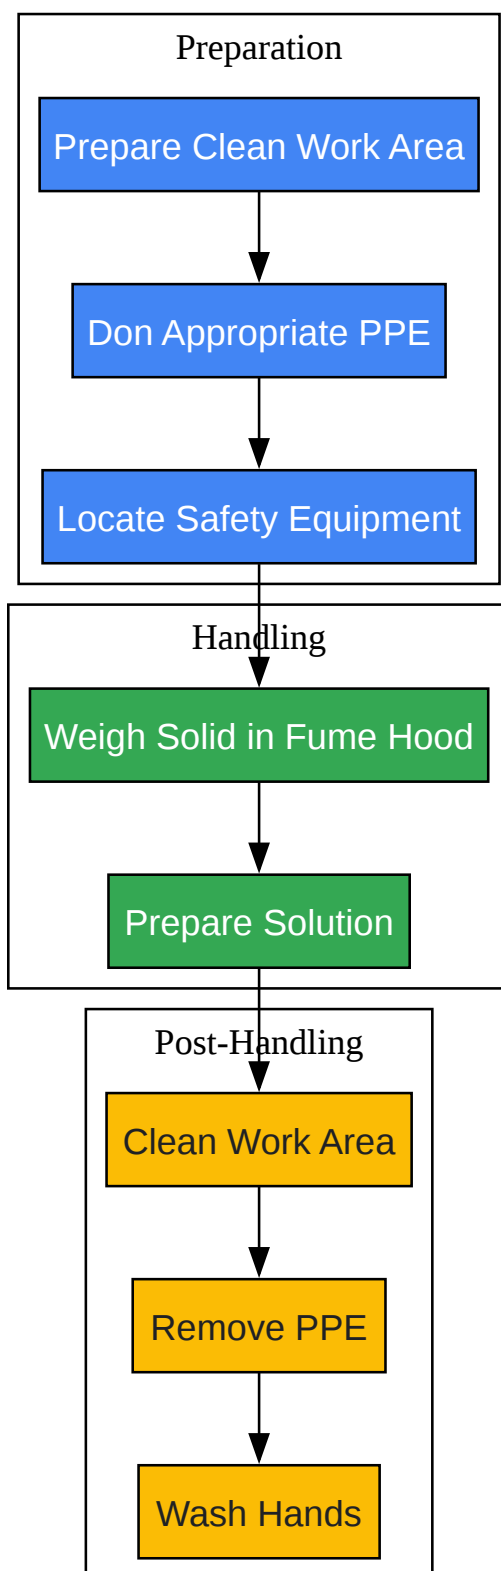 Preparation
Prepare Clean Work Area
Don Appropriate PPE
Locate Safety Equipment
Handling
Weigh Solid in Fume Hood
Prepare Solution
Post-Handling
Clean Work Area
Remove PPE
Wash Hands